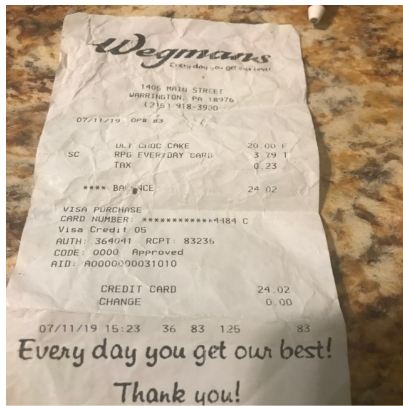 Wegmans
Every day you get our best!
1405 MAIN STREET
WARRINGTON, PA 18976
(215) 918-3900
07/11/19 OP# 83
ULT CHOC CAKE 20.00 F
SC RPG EVERYDAY CARD 3.79 T
TAX 0.23
**** BALANCE 24.02
VISA PURCHASE
CARD NUMBER: ************4484 C
Visa Credit 05
AUTH: 364041 RCPT: 83236
CODE: 0000 Approved
AID: A0000000031010
CREDIT CARD 24.02
CHANGE 0.00
07/11/19 15:23 36 83 125 83
Every day you get our best!
Thank you!